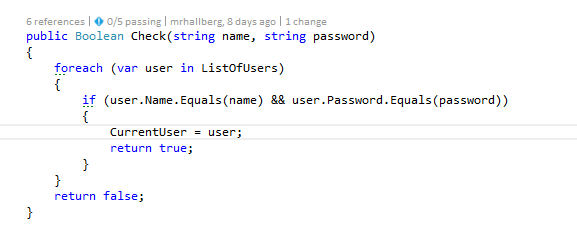 6 references | 0/5 passing | mrhallberg, 8 days ago | 1 change
public Boolean Check(string name, string password)
{
    foreach (var user in ListOfUsers)
    {
        if (user.Name.Equals(name) && user.Password.Equals(password))
        {
            CurrentUser = user;
            return true;
        }
    }
    return false;
}